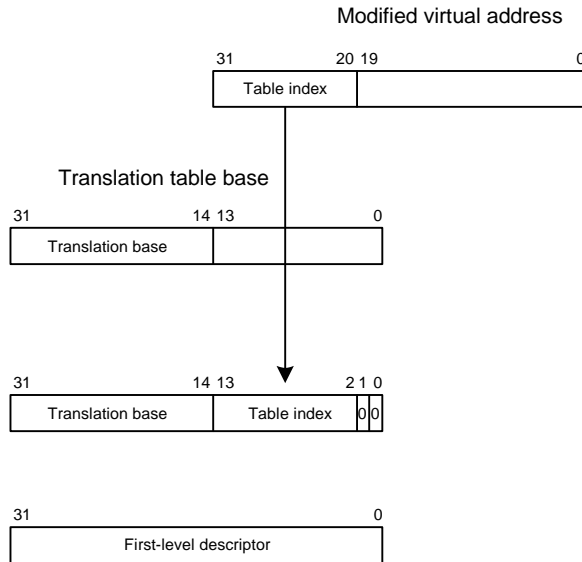 Modified virtual address
31 20 19 0
Table index
Translation table base
31 14 13 0
Translation base
31 14 13 2 1 0
Translation base Table index 0 0
31 0
First-level descriptor